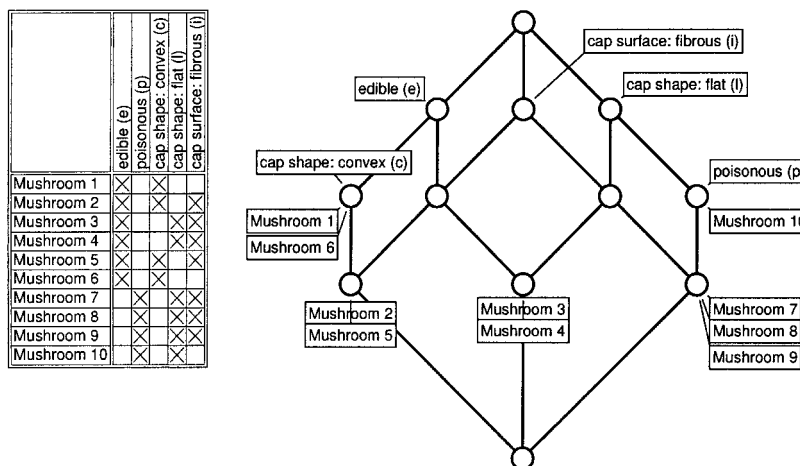 edible (e)
poisonous (p)
cap shape: convex (c)
cap shape: flat (l)
cap surface: fibrous (i)
Mushroom 1
Mushroom 2
Mushroom 3
Mushroom 4
Mushroom 5
Mushroom 6
Mushroom 7
Mushroom 8
Mushroom 9
Mushroom 10
cap surface: fibrous (i)
edible (e)
cap shape: flat (l)
cap shape: convex (c)
poisonous (p
Mushroom 1
Mushroom 6
Mushroom 10
Mushroom 2
Mushroom 5
Mushroom 3
Mushroom 4
Mushroom 7
Mushroom 8
Mushroom 9